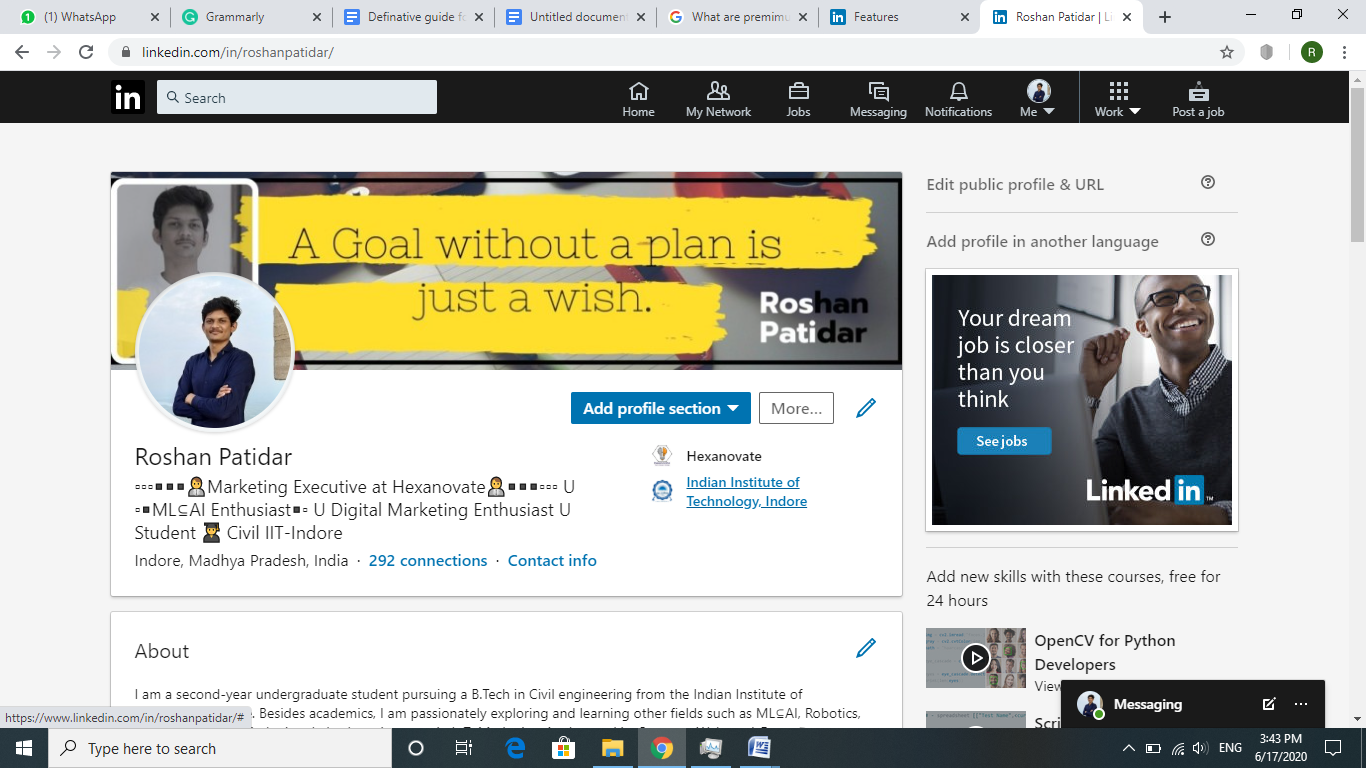 (1) WhatsApp
Grammarly
Definative guide fo
Untitled documen
What are premimu
Features
Roshan Patidar | Li
linkedin.com/in/roshanpatidar/
R
in
Search
Home
My Network
Jobs
Messaging
Notifications
Me
Work
Post a job
A Goal without a plan is
just a wish.
Roshan
Patidar
Edit public profile & URL
Add profile in another language
Your dream
job is closer
than you
think
See jobs
LinkedIn
Add profile section
More...
Roshan Patidar
▫▫▫▪▪▪👩‍💼Marketing Executive at Hexanovate👩‍💼▪▪▪▫▫▫ U
▫▪ML⊆AI Enthusiast▪▫ U Digital Marketing Enthusiast U
Student 👨‍🎓 Civil IIT-Indore
Indore, Madhya Pradesh, India · 292 connections · Contact info
Hexanovate
Indian Institute of
Technology, Indore
About
I am a second-year undergraduate student pursuing a B.Tech in Civil engineering from the Indian Institute of
. Besides academics, I am passionately exploring and learning other fields such as ML⊆AI, Robotics,
Add new skills with these courses, free for
24 hours
OpenCV for Python
Developers
View
Scri
Messaging
https://www.linkedin.com/in/roshanpatidar/#
Type here to search
ENG
3:43 PM
6/17/2020